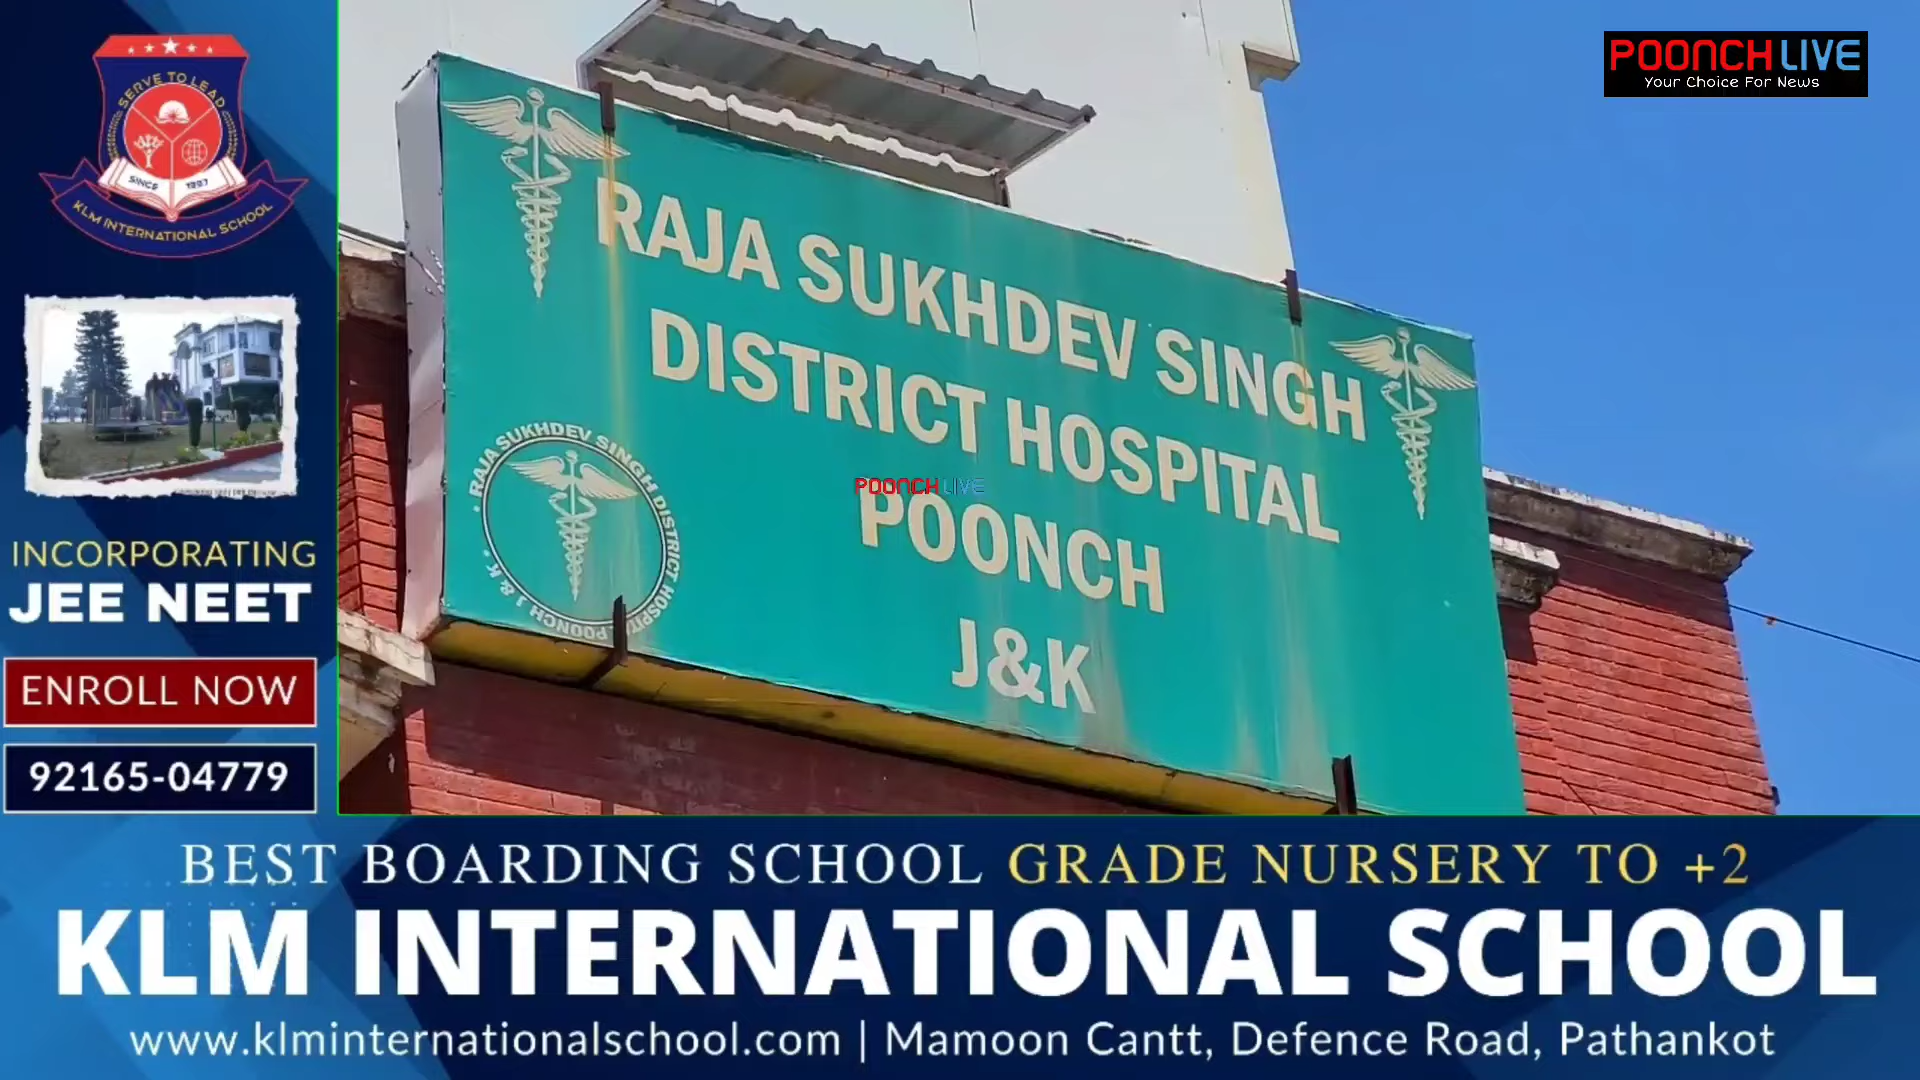 SERVE TO LEAD
SINCE 1997
KLM INTERNATIONAL SCHOOL
INCORPORATING
JEE NEET
ENROLL NOW
92165-04779
POONCH LIVE
Your Choice For News
RAJA SUKHDEV SINGH
DISTRICT HOSPITAL
POONCH LIVE
POONCH
J&K
RAJA SUKHDEV SINGH DISTRICT HOSPITAL POONCH J & K
BEST BOARDING SCHOOL GRADE NURSERY TO +2
KLM INTERNATIONAL SCHOOL
www.klminternationalschool.com | Mamoon Cantt, Defence Road, Pathankot